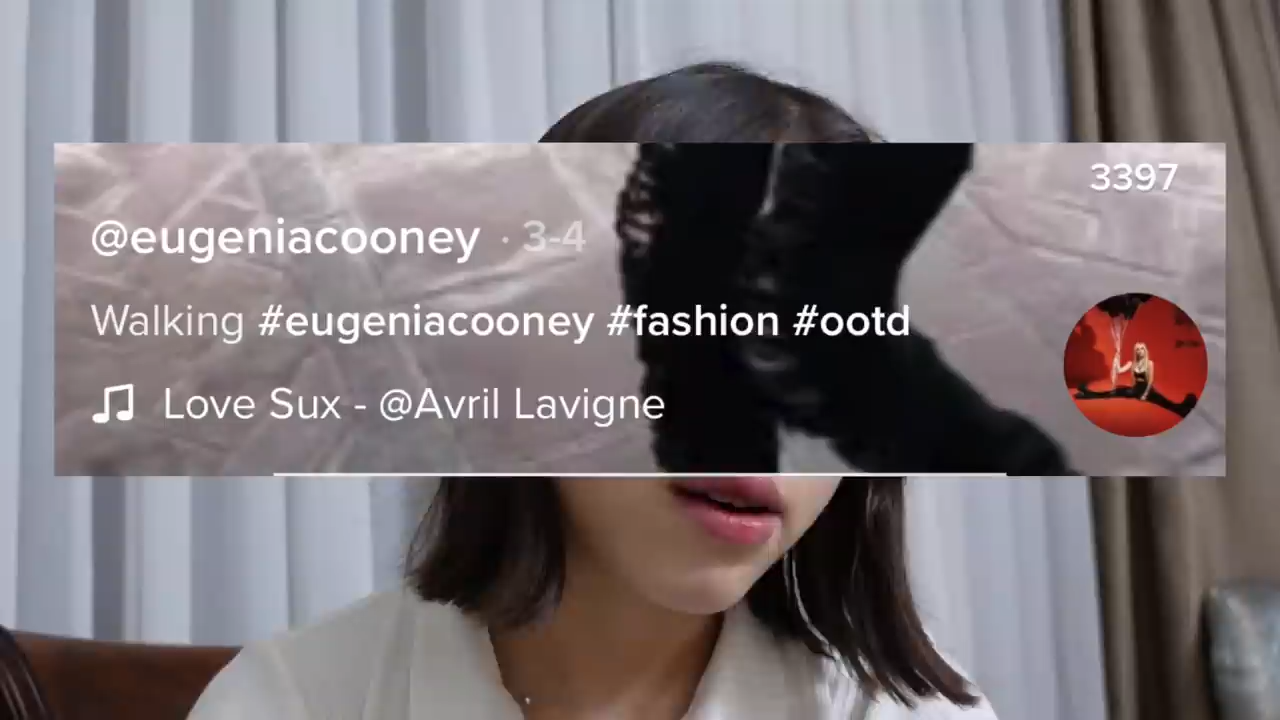 3397
@eugeniacooney · 3-4
Walking #eugeniacooney #fashion #ootd
Love Sux - @Avril Lavigne